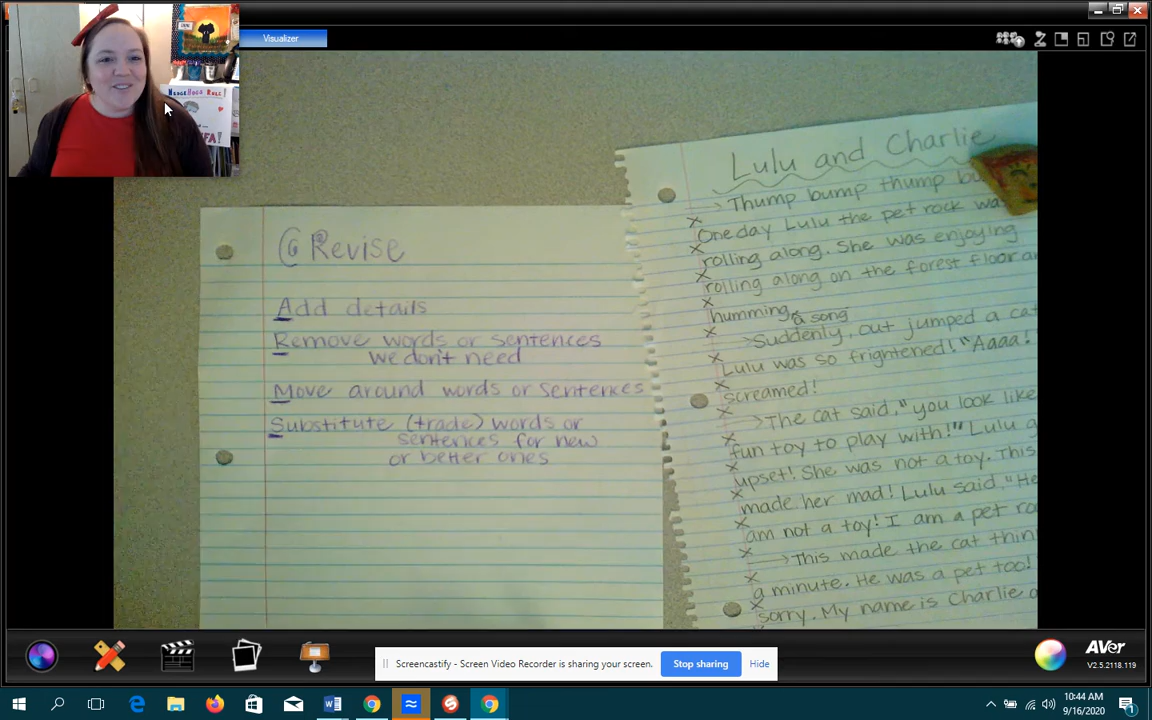 Visualizer
HEDGEHOGS RULE!
Revise
Add details
Remove words or sentences
we don't need
Move around words or sentences
Substitute (trade) words or
sentences for new
or better ones
Lulu and Charlie
Thump bump thump
One day Lulu the pet rock
rolling along. She was enjoying
rolling along on the forest floor
humming a song
Suddenly, out jumped a cat
Lulu was so frightened! "Aaaa!
screamed!
The cat said, "you look like
fun toy to play with!" Lulu
upset! She was not a toy. This
made her mad! Lulu said, "He
am not a toy! I am a pet
This made the cat thin
a minute. He was a pet too!
sorry. My name is Charlie
Screencastify - Screen Video Recorder is sharing your screen.
Stop sharing
Hide
AVer
V2.5.2118.119
10:44 AM
9/16/2020